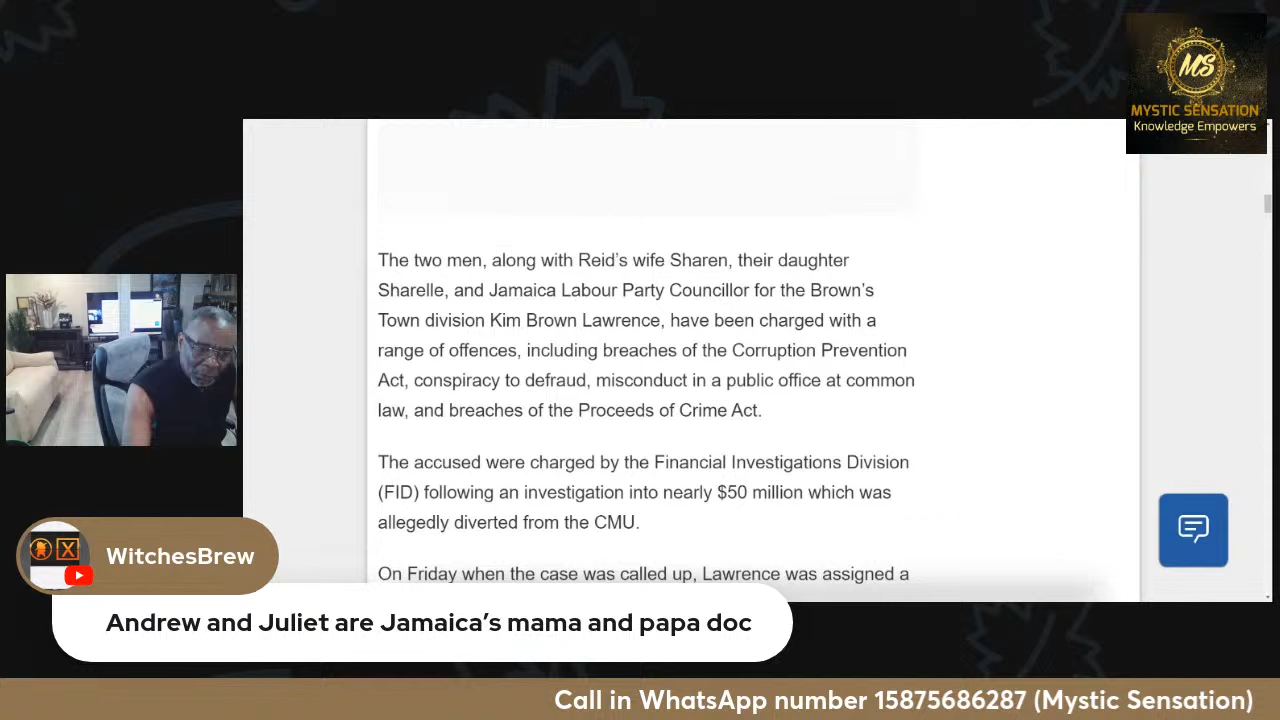 MS
MYSTIC SENSATION
Knowledge Empowers
The two men, along with Reid's wife Sharen, their daughter
Sharelle, and Jamaica Labour Party Councillor for the Brown's
Town division Kim Brown Lawrence, have been charged with a
range of offences, including breaches of the Corruption Prevention
Act, conspiracy to defraud, misconduct in a public office at common
law, and breaches of the Proceeds of Crime Act.
The accused were charged by the Financial Investigations Division
(FID) following an investigation into nearly $50 million which was
allegedly diverted from the CMU.
On Friday when the case was called up, Lawrence was assigned a
X
WitchesBrew
Andrew and Juliet are Jamaica's mama and papa doc
Call in WhatsApp number 15875686287 (Mystic Sensation)